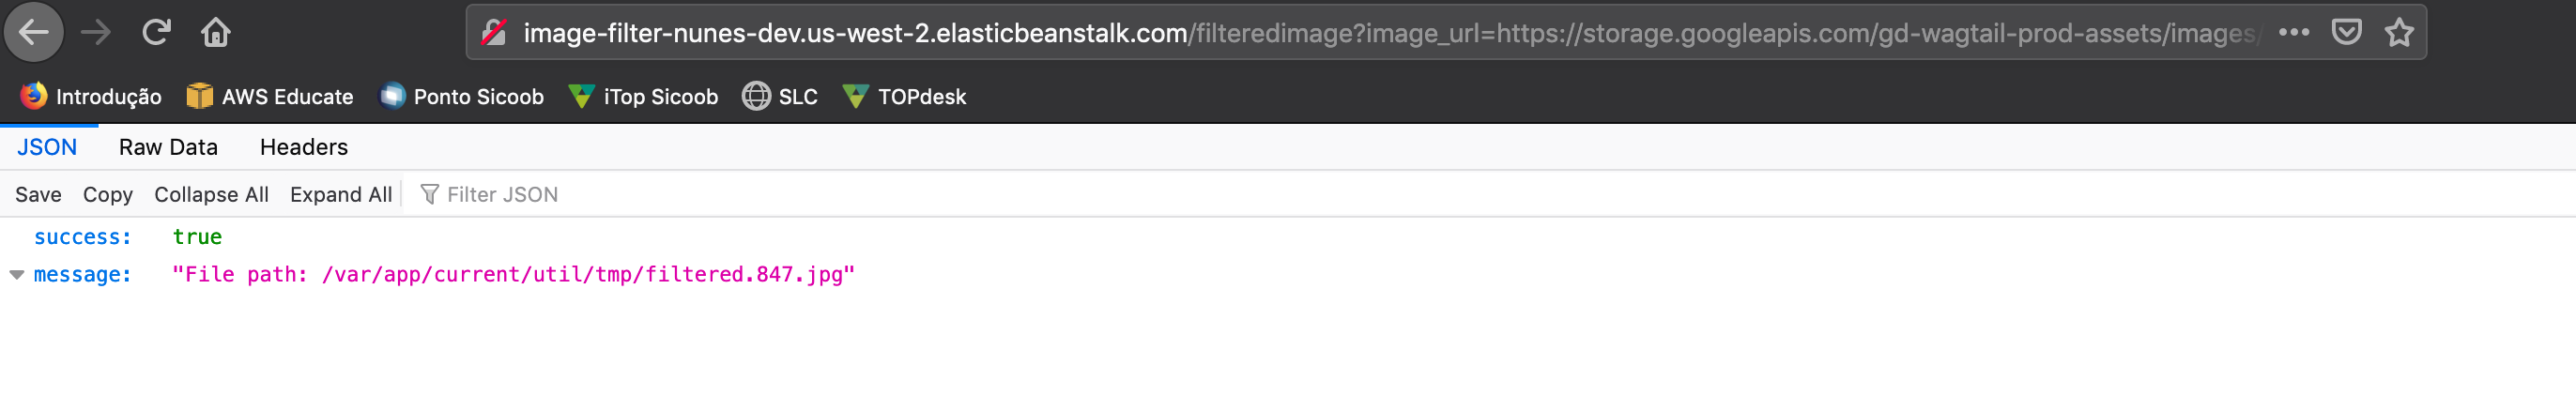 image-filter-nunes-dev.us-west-2.elasticbeanstalk.com/filteredimage?image_url=https://storage.googleapis.com/gd-wagtail-prod-assets/images/
Introdução AWS Educate Ponto Sicoob iTop Sicoob SLC TOPdesk
JSON Raw Data Headers
Save Copy Collapse All Expand All Filter JSON
success: true
message: "File path: /var/app/current/util/tmp/filtered.847.jpg"